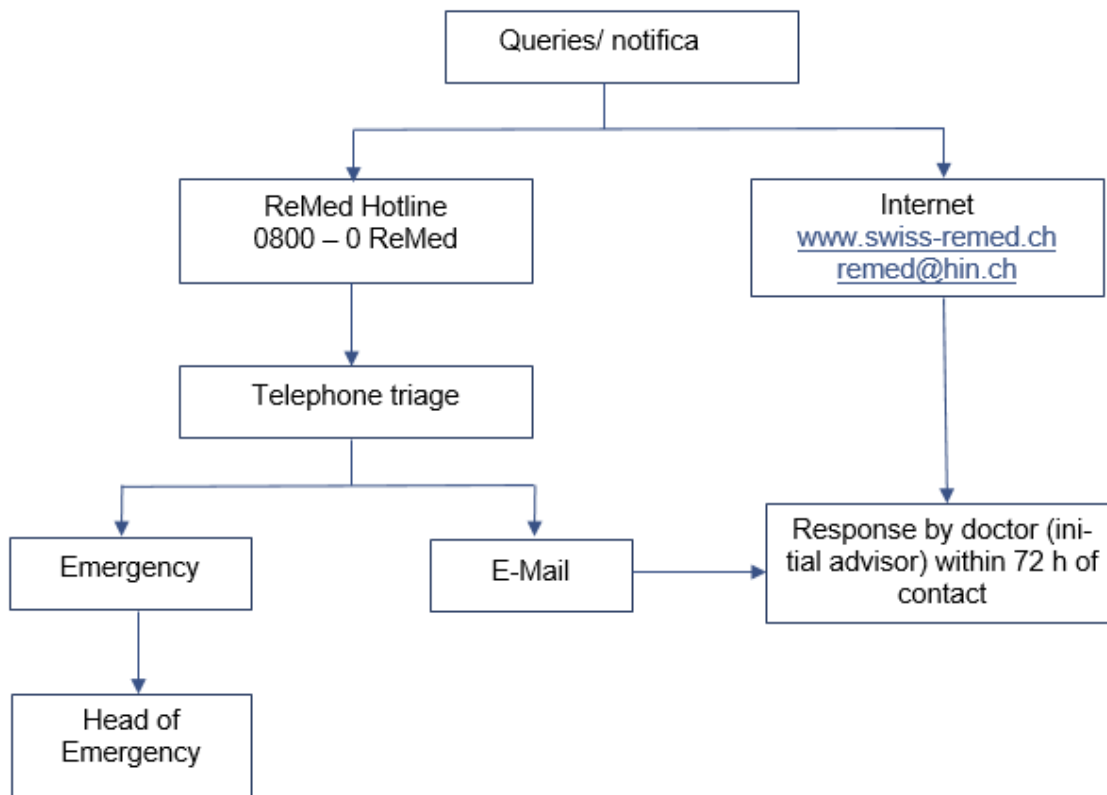 Queries/ notifica
ReMed Hotline
0800 – 0 ReMed
Internet
www.swiss-remed.ch
remed@hin.ch
Telephone triage
Emergency
E-Mail
Response by doctor (ini-
tial advisor) within 72 h of
contact
Head of
Emergency